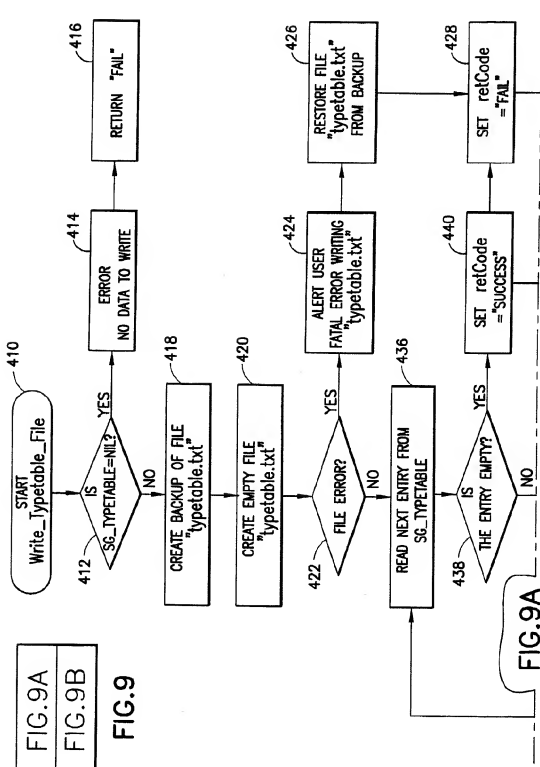 FIG.9A
FIG.9B
FIG.9
410
START
Write_Typetable_File
412
IS
SG_TYPETABLE=NIL?
YES
NO
414
ERROR
NO DATA TO WRITE
416
RETURN "FAIL"
418
CREATE BACKUP OF FILE
"typetable.txt"
420
CREATE EMPTY FILE
"typetable.txt"
422
FILE ERROR?
YES
NO
424
ALERT USER
FATAL ERROR WRITING
"typetable.txt"
426
RESTORE FILE
"typetable.txt"
FROM BACKUP
428
SET retCode
="FAIL"
436
READ NEXT ENTRY FROM
SG_TYPETABLE
438
IS
THE ENTRY EMPTY?
YES
NO
440
SET retCode
="SUCCESS"
FIG.9A